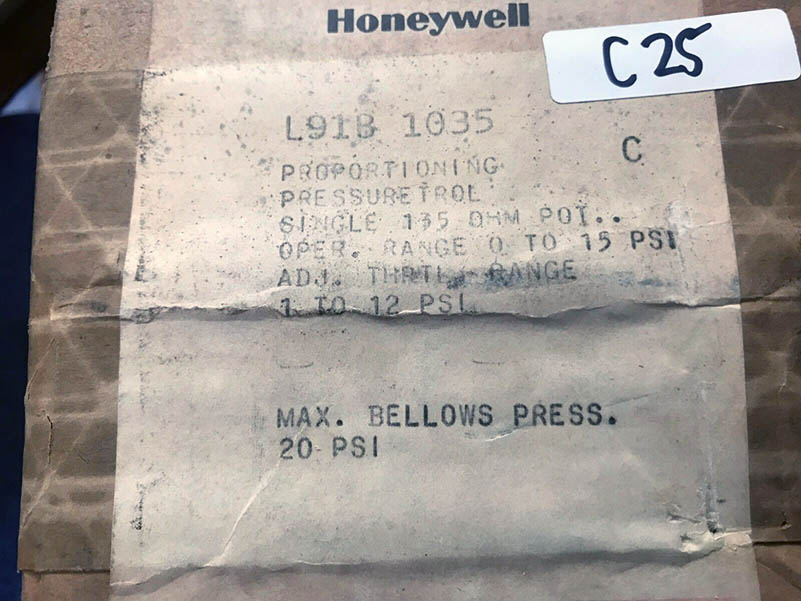 Honeywell
C 25
L91B 1035
C
PROPORTIONING
PRESSURETROL
SINGLE 135 OHM POT..
OPER. RANGE 0 TO 15 PSI
ADJ. THRTL. RANGE
1 TO 12 PSI.
MAX. BELLOWS PRESS.
20 PSI